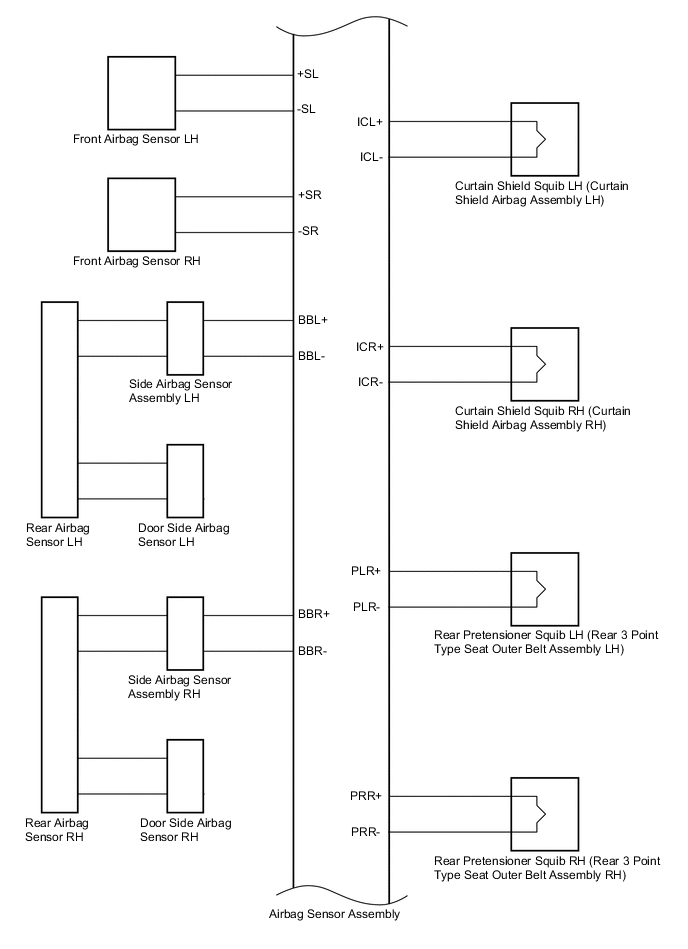 +SL
-SL
Front Airbag Sensor LH
+SR
-SR
Front Airbag Sensor RH
BBL+
BBL-
Side Airbag Sensor
Assembly LH
Rear Airbag
Sensor LH
Door Side Airbag
Sensor LH
BBR+
BBR-
Side Airbag Sensor
Assembly RH
Rear Airbag
Sensor RH
Door Side Airbag
Sensor RH
ICL+
ICL-
Curtain Shield Squib LH (Curtain
Shield Airbag Assembly LH)
ICR+
ICR-
Curtain Shield Squib RH (Curtain
Shield Airbag Assembly RH)
PLR+
PLR-
Rear Pretensioner Squib LH (Rear 3 Point
Type Seat Outer Belt Assembly LH)
PRR+
PRR-
Rear Pretensioner Squib RH (Rear 3 Point
Type Seat Outer Belt Assembly RH)
Airbag Sensor Assembly